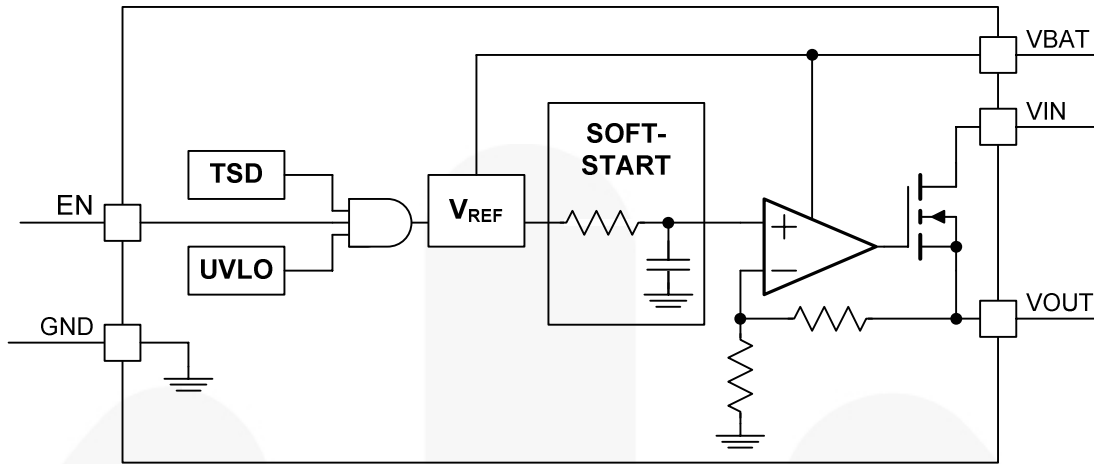 VBAT
VIN
SOFT-
START
TSD
EN
VREF
UVLO
GND
VOUT